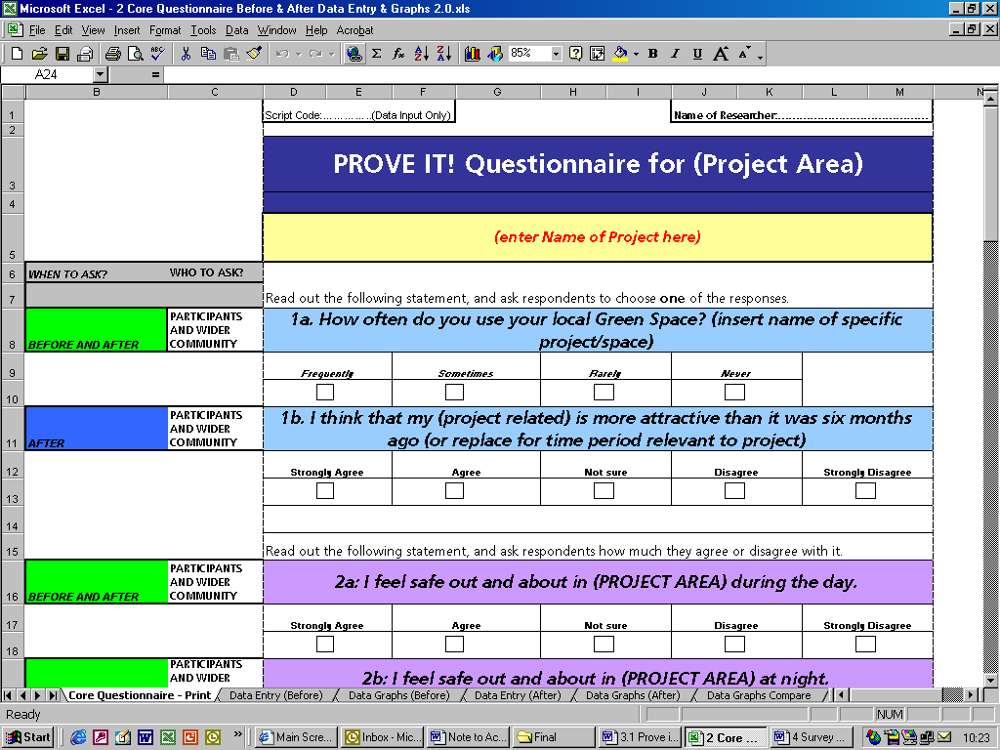 Microsoft Excel - 2 Core Questionnaire Before & After Data Entry & Graphs 2.0.xls
File Edit View Insert Format Tools Data Window Help Acrobat
85%
A24 =
B C D E F G H I J K L M N
1 Script Code:..............(Data Input Only) Name of Researcher:.............................................
2
3 PROVE IT! Questionnaire for (Project Area)
4
5 (enter Name of Project here)
6 WHEN TO ASK? WHO TO ASK?
7 Read out the following statement, and ask respondents to choose one of the responses.
PARTICIPANTS 1a. How often do you use your local Green Space? (insert name of specific
AND WIDER project/space)
8 BEFORE AND AFTER COMMUNITY
9 Frequently Sometimes Rarely Never
10
PARTICIPANTS 1b. I think that my (project related) is more attractive than it was six months
AND WIDER ago (or replace for time period relevant to project)
11 AFTER COMMUNITY
12 Strongly Agree Agree Not sure Disagree Strongly Disagree
13
14
15 Read out the following statement, and ask respondents how much they agree or disagree with it.
PARTICIPANTS
AND WIDER 2a: I feel safe out and about in (PROJECT AREA) during the day.
16 BEFORE AND AFTER COMMUNITY
17 Strongly Agree Agree Not sure Disagree Strongly Disagree
18
PARTICIPANTS
AND WIDER 2b: I feel safe out and about in (PROJECT AREA) at night.
Core Questionnaire - Print Data Entry (Before) Data Graphs (Before) Data Entry (After) Data Graphs (After) Data Graphs Compare
Ready NUM
Start Main Scre... Inbox - Mic... Note to Ac... Final 3.1 Prove i... 2 Core ... 4 Survey ... 10:23